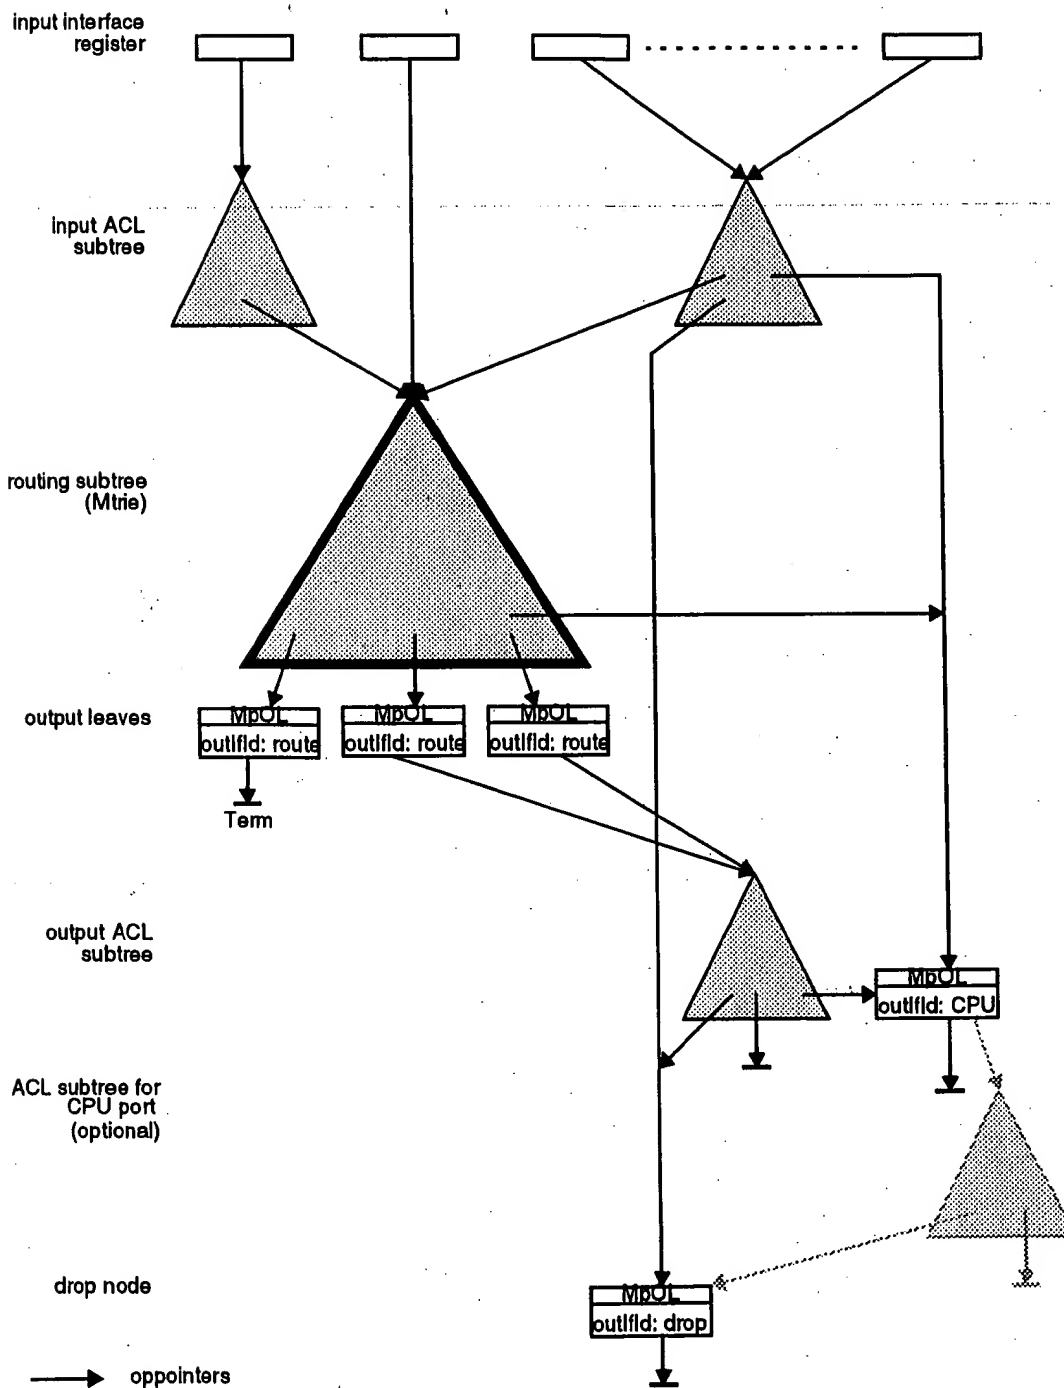 input interface
register
input ACL
subtree
routing subtree
(Mtrie)
output leaves
MpOL
outIfId: route
MpOL
outIfId: route
MpOL
outIfId: route
Term
output ACL
subtree
MpOL
outIfId: CPU
ACL subtree for
CPU port
(optional)
drop node
MpOL
outIfId: drop
oppointers